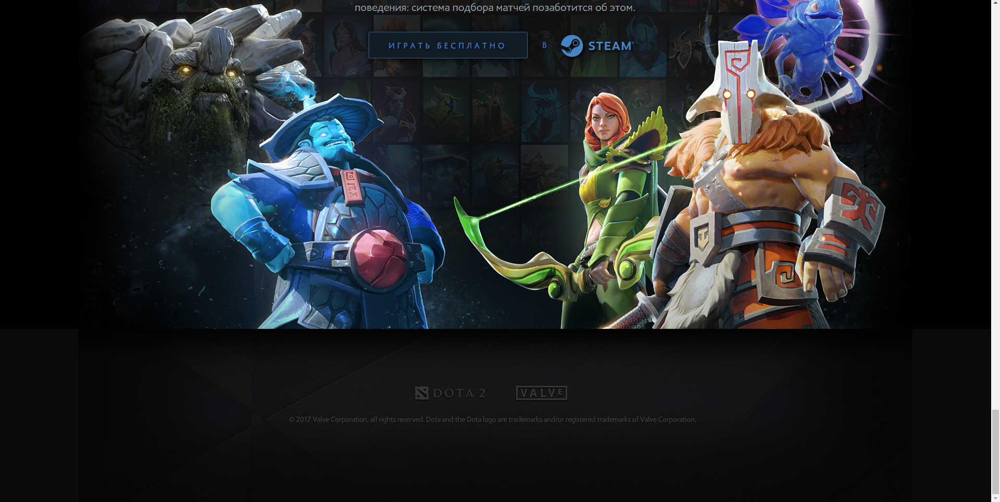 поведения: система подбора матчей позаботится об этом.
ИГРАТЬ БЕСПЛАТНО В STEAM®
DOTA 2 VALVE
© 2017 Valve Corporation, all rights reserved. Dota and the Dota logo are trademarks and/or registered trademarks of Valve Corporation.